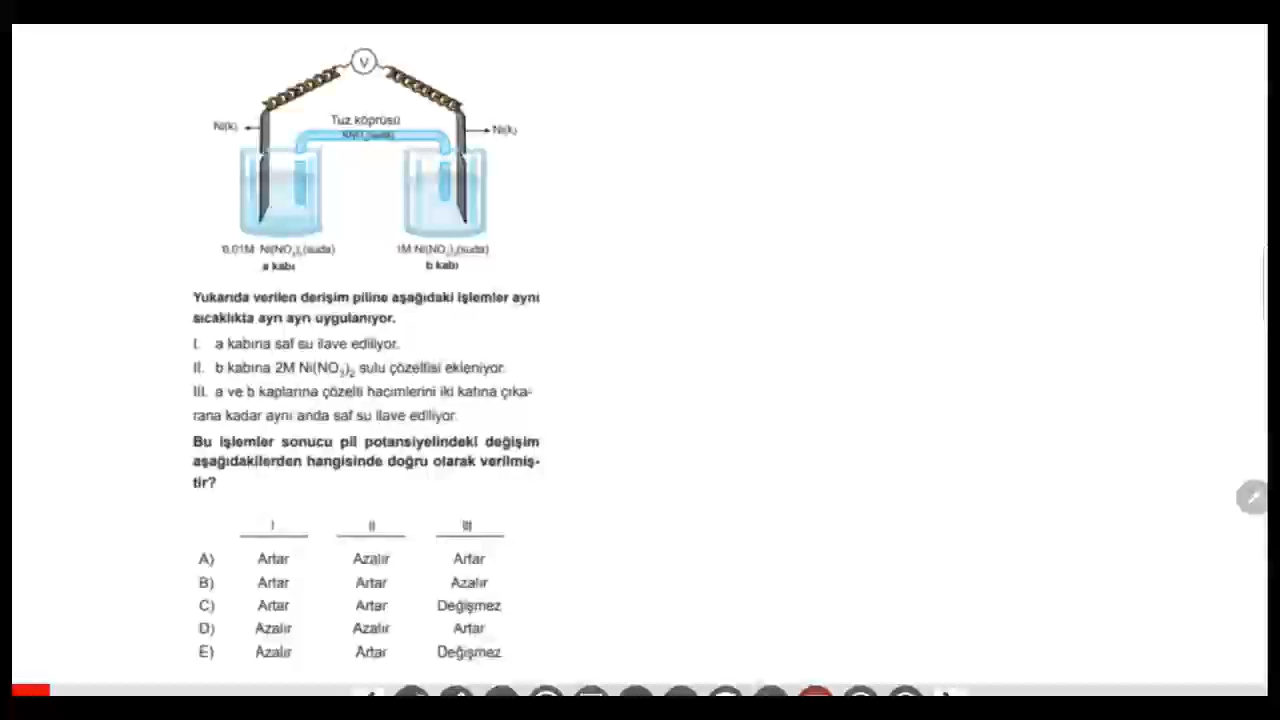 V
Tuz köprüsü
Ni(k)
KNO₃(suda)
Ni(k)
0.01M Ni(NO₃)₂(suda)
1M Ni(NO₃)₂(suda)
a kabı
b kabı
Yukarıda verilen derişim piline aşağıdaki işlemler aynı
sıcaklıkta ayrı ayrı uygulanıyor.
I. a kabına saf su ilave ediliyor.
II. b kabına 2M Ni(NO₃)₂ sulu çözeltisi ekleniyor.
III. a ve b kaplarına çözelti hacimlerini iki katına çıka-
rana kadar aynı anda saf su ilave ediliyor.
Bu işlemler sonucu pil potansiyelindeki değişim
aşağıdakilerden hangisinde doğru olarak verilmiş-
tir?
I II III
A) Artar Azalır Artar
B) Artar Artar Azalır
C) Artar Artar Değişmez
D) Azalır Azalır Artar
E) Azalır Artar Değişmez